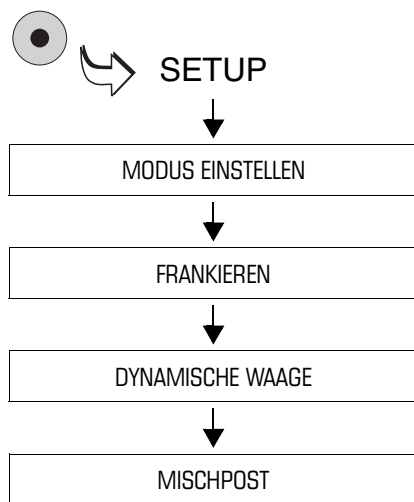 SETUP
MODUS EINSTELLEN
FRANKIEREN
DYNAMISCHE WAAGE
MISCHPOST